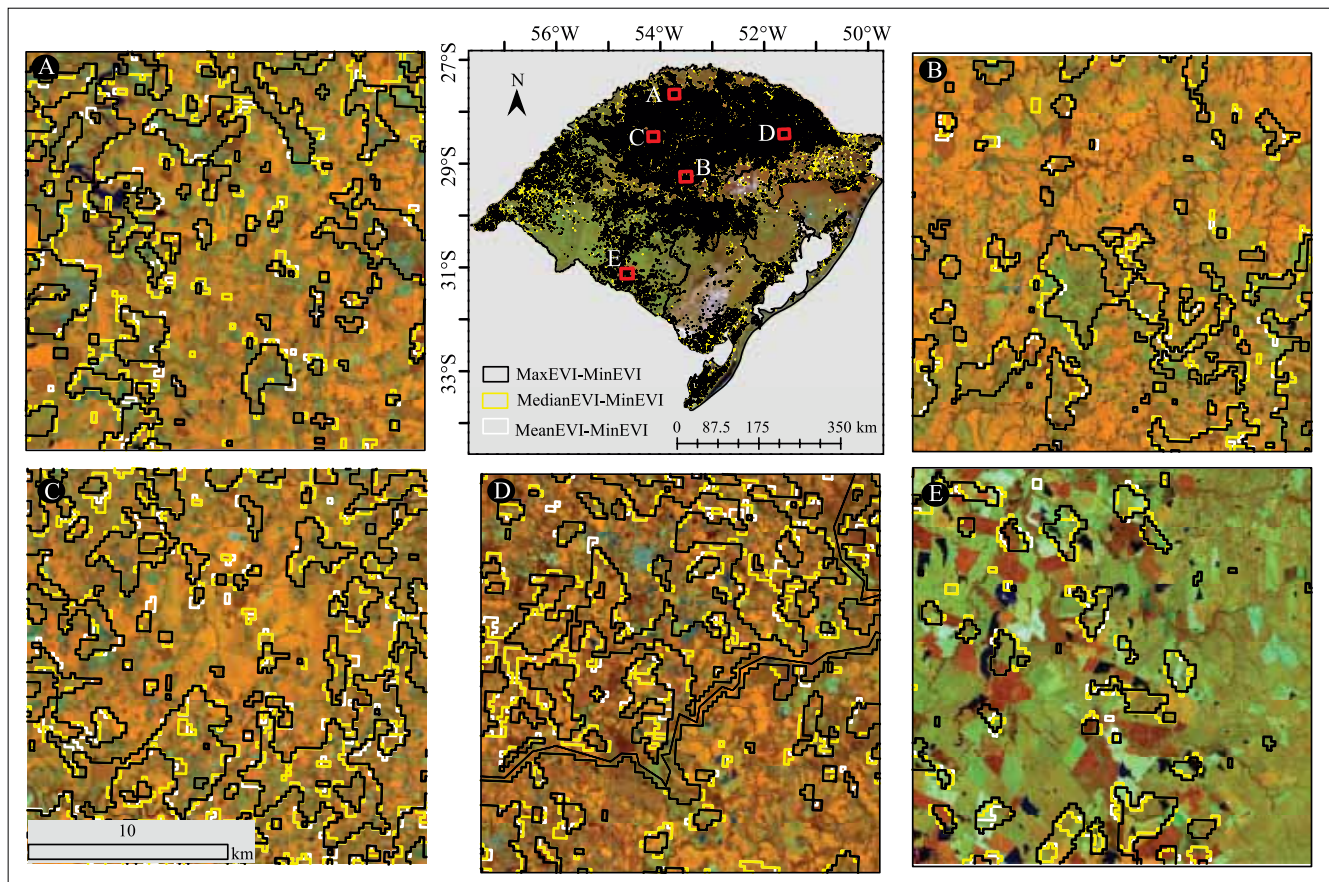 56°W 54°W 52°W 50°W
A
27°S
N
B
A
C
D
29°S
B
31°S
E
33°S
MaxEVI-MinEVI
MedianEVI-MinEVI
MeanEVI-MinEVI
0 87.5 175 350 km
C
D
E
10
km